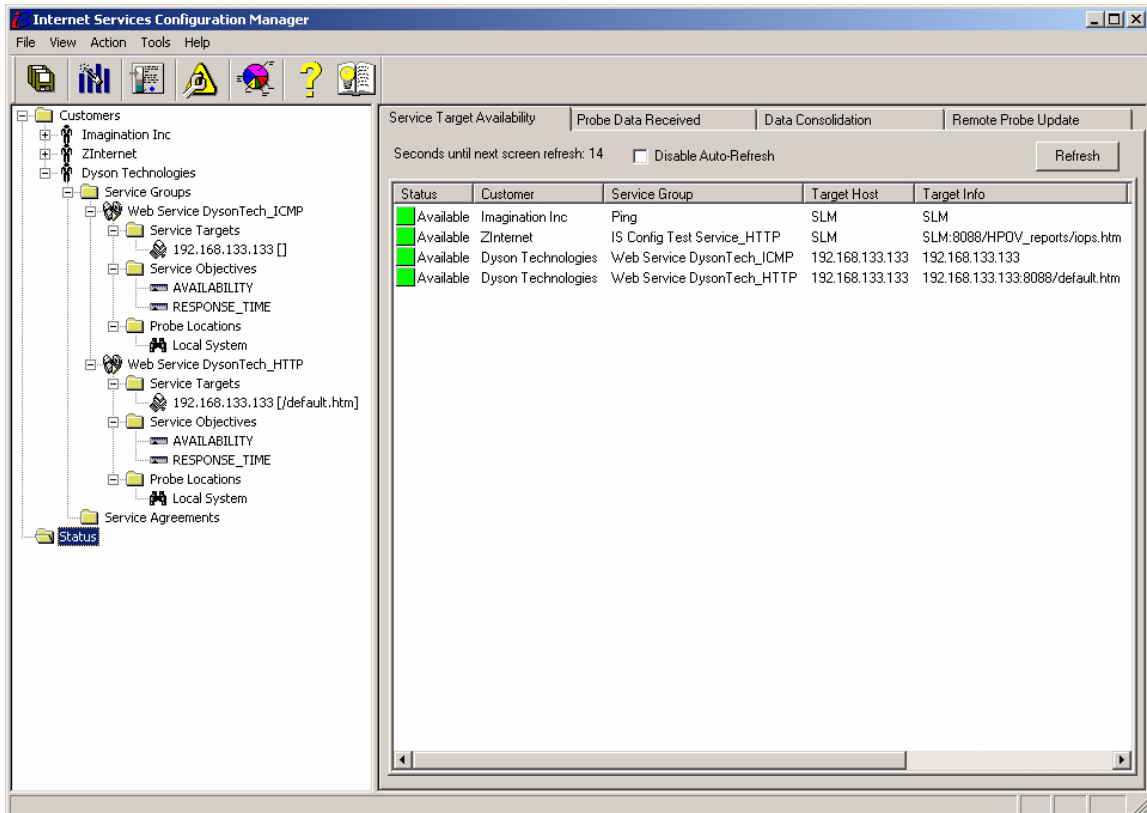 Internet Services Configuration Manager
File View Action Tools Help
Customers
Imagination Inc
ZInternet
Dyson Technologies
Service Groups
Web Service DysonTech_ICMP
Service Targets
192.168.133.133 []
Service Objectives
AVAILABILITY
RESPONSE_TIME
Probe Locations
Local System
Web Service DysonTech_HTTP
Service Targets
192.168.133.133 [/default.htm]
Service Objectives
AVAILABILITY
RESPONSE_TIME
Probe Locations
Local System
Service Agreements
Status
Service Target Availability Probe Data Received Data Consolidation Remote Probe Update
Seconds until next screen refresh: 14 Disable Auto-Refresh Refresh
Status Customer Service Group Target Host Target Info
Available Imagination Inc Ping SLM SLM
Available ZInternet IS Config Test Service_HTTP SLM SLM:8088/HPOV_reports/iops.htm
Available Dyson Technologies Web Service DysonTech_ICMP 192.168.133.133 192.168.133.133
Available Dyson Technologies Web Service DysonTech_HTTP 192.168.133.133 192.168.133.133:8088/default.htm